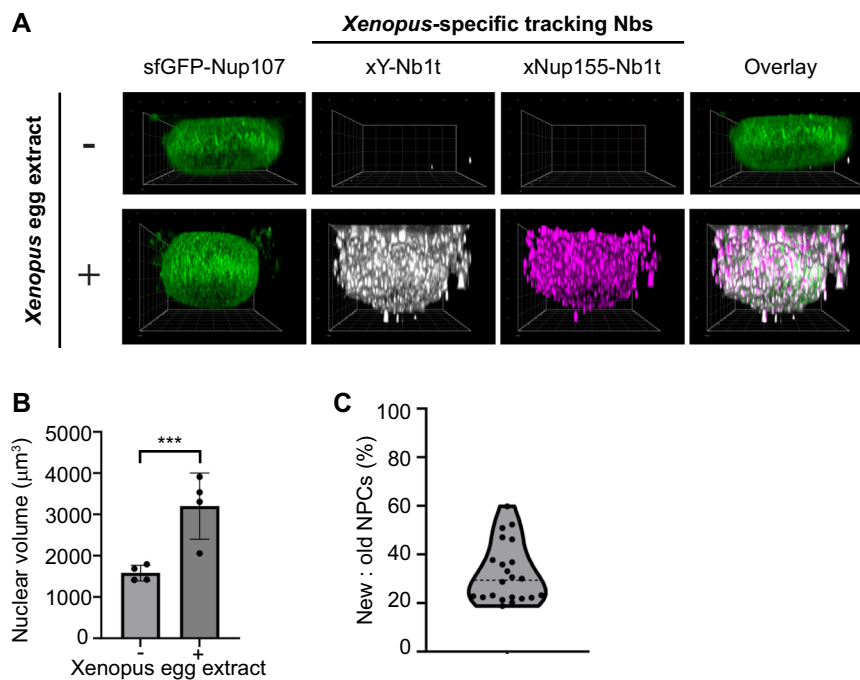 A
Xenopus-specific tracking Nbs
sfGFP-Nup107
xY-Nb1t
xNup155-Nb1t
Overlay
Xenopus egg extract
-
+
B
Nuclear volume (μm³)
5000
4000
3000
2000
1000
0
***
- +
Xenopus egg extract
C
New : old NPCs (%)
100
80
60
40
20
0